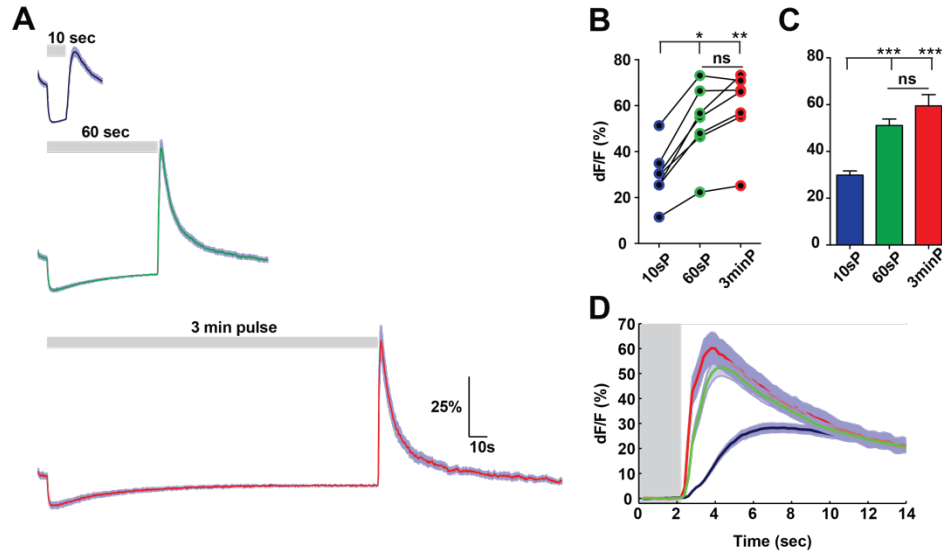 A
10 sec
60 sec
3 min pulse
25%
10s
B
* **
ns
dF/F (%)
80
60
40
20
0
10sP
60sP
3minP
C
*** ***
ns
80
60
40
20
0
10sP
60sP
3minP
D
dF/F (%)
70
60
50
40
30
20
10
0
0 2 4 6 8 10 12 14
Time (sec)